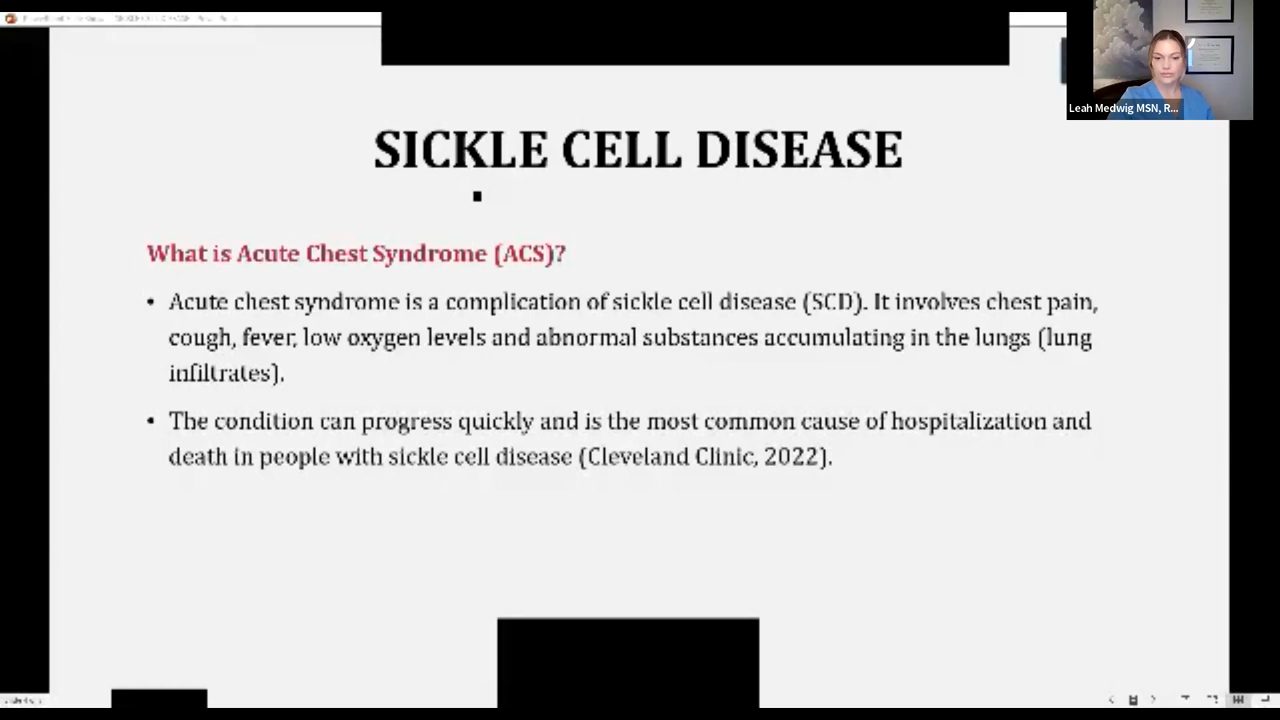 Leah Medwig MSN, R...
SICKLE CELL DISEASE
What is Acute Chest Syndrome (ACS)?
• Acute chest syndrome is a complication of sickle cell disease (SCD). It involves chest pain,
cough, fever, low oxygen levels and abnormal substances accumulating in the lungs (lung
infiltrates).
• The condition can progress quickly and is the most common cause of hospitalization and
death in people with sickle cell disease (Cleveland Clinic, 2022).